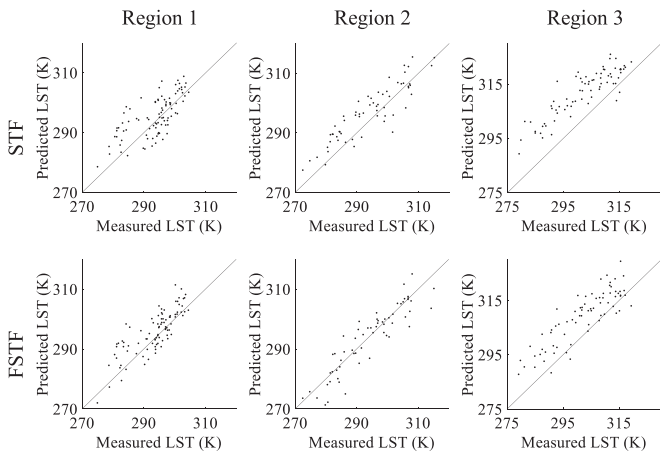 Region 1 Region 2 Region 3
STF
Predicted LST (K)
310
290
270
270 290 310
Measured LST (K)
Predicted LST (K)
310
290
270
270 290 310
Measured LST (K)
Predicted LST (K)
315
295
275
275 295 315
Measured LST (K)
FSTF
Predicted LST (K)
310
290
270
270 290 310
Measured LST (K)
Predicted LST (K)
310
290
270
270 290 310
Measured LST (K)
Predicted LST (K)
315
295
275
275 295 315
Measured LST (K)